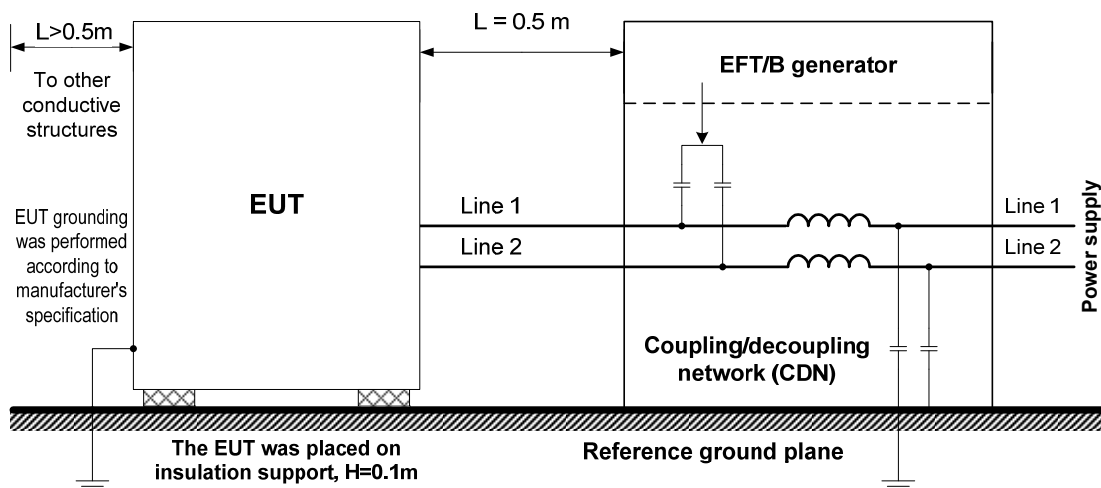 L>0.5m
To other
conductive
structures
EUT grounding
was performed
according to
manufacturer's
specification
EUT
L = 0.5 m
EFT/B generator
Line 1
Line 2
Line 1
Line 2
Power supply
Coupling/decoupling
network (CDN)
The EUT was placed on
insulation support, H=0.1m
Reference ground plane